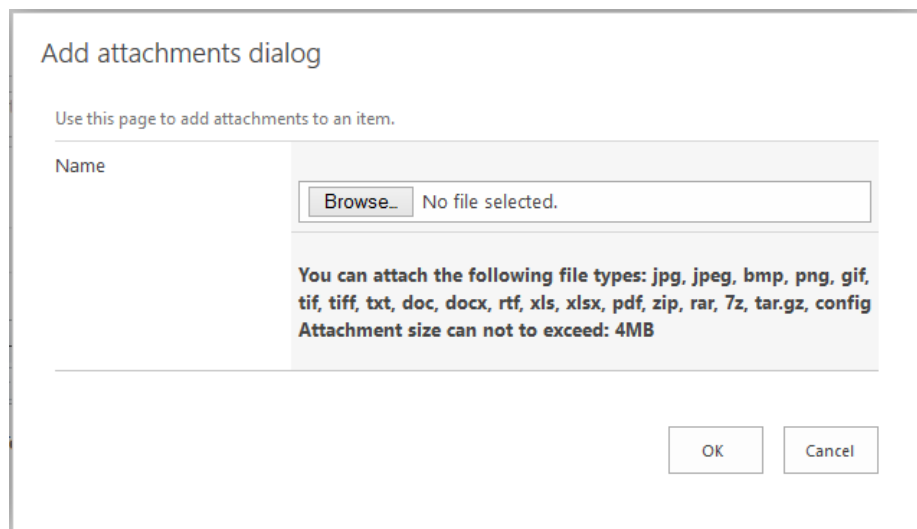 Add attachments dialog
Use this page to add attachments to an item.
Name
Browse... No file selected.
You can attach the following file types: jpg, jpeg, bmp, png, gif,
tif, tiff, txt, doc, docx, rtf, xls, xlsx, pdf, zip, rar, 7z, tar.gz, config
Attachment size can not to exceed: 4MB
OK Cancel